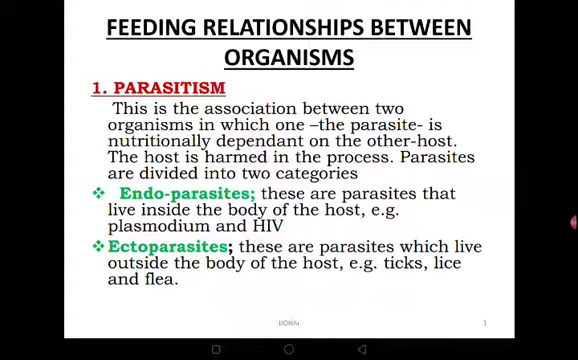 FEEDING RELATIONSHIPS BETWEEN
ORGANISMS
1. PARASITISM
This is the association between two
organisms in which one –the parasite- is
nutritionally dependant on the other-host.
The host is harmed in the process. Parasites
are divided into two categories
Endo-parasites; these are parasites that
live inside the body of the host, e.g.
plasmodium and HIV
Ectoparasites; these are parasites which live
outside the body of the host, e.g. ticks, lice
and flea.
1